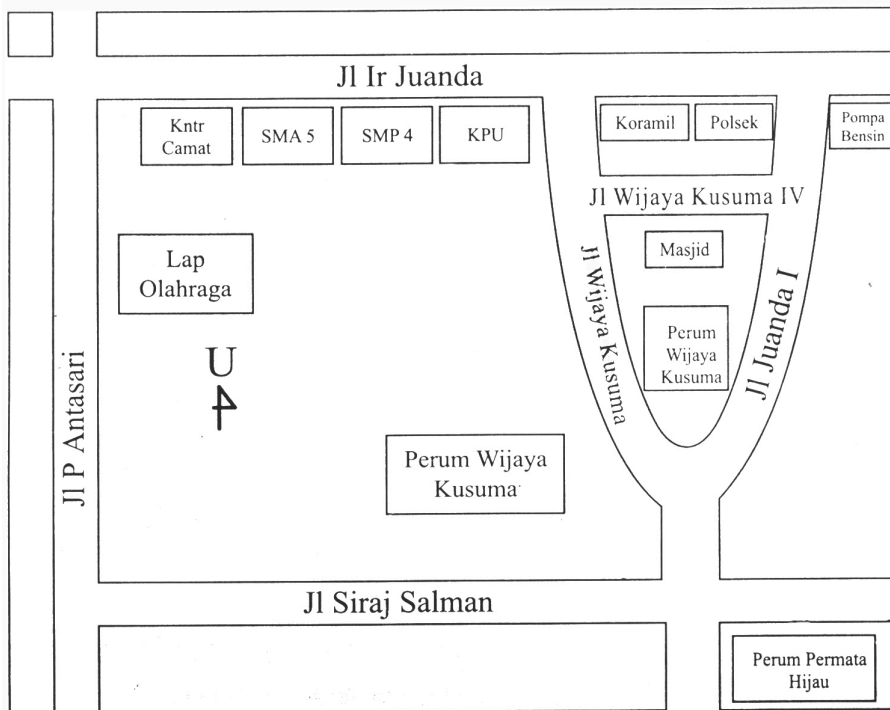 Jl Ir Juanda
Kntr
Camat
SMA 5
SMP 4
KPU
Koramil
Polsek
Pompa
Bensin
Jl Wijaya Kusuma IV
Lap
Olahraga
Masjid
Jl Wijaya Kusuma
Perum
Wijaya
Kusuma
Jl Juanda I
U
Jl P Antasari
Perum Wijaya
Kusuma
Jl Siraj Salman
Perum Permata
Hijau